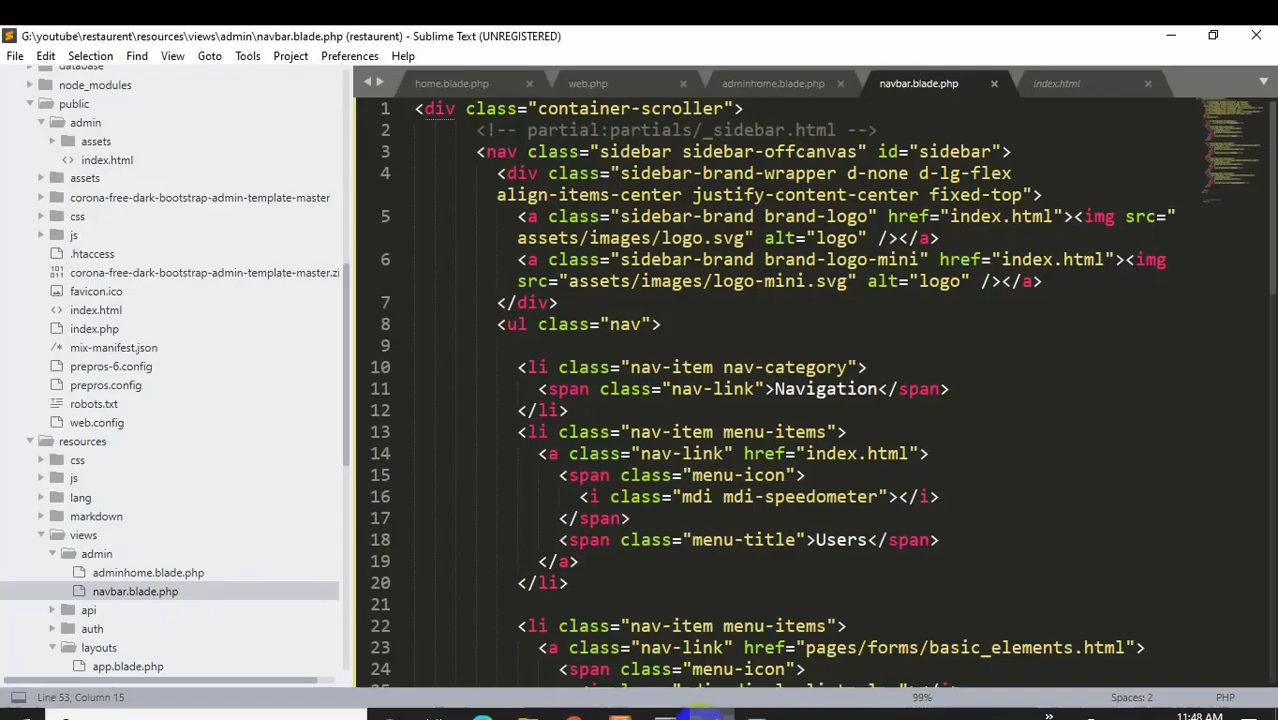 G:\youtube\restaurent\resources\views\admin\navbar.blade.php (restaurent) - Sublime Text (UNREGISTERED)
File Edit Selection Find View Goto Tools Project Preferences Help
database
node_modules
public
admin
assets
index.html
assets
corona-free-dark-bootstrap-admin-template-master
css
js
.htaccess
corona-free-dark-bootstrap-admin-template-master.zi
favicon.ico
index.html
index.php
mix-manifest.json
prepros-6.config
prepros.config
robots.txt
web.config
resources
css
js
lang
markdown
views
admin
adminhome.blade.php
navbar.blade.php
api
auth
layouts
app.blade.php
home.blade.php web.php adminhome.blade.php navbar.blade.php index.html
1 <div class="container-scroller">
2 <!-- partial:partials/_sidebar.html -->
3 <nav class="sidebar sidebar-offcanvas" id="sidebar">
4 <div class="sidebar-brand-wrapper d-none d-lg-flex
align-items-center justify-content-center fixed-top">
5 <a class="sidebar-brand brand-logo" href="index.html"><img src="
assets/images/logo.svg" alt="logo" /></a>
6 <a class="sidebar-brand brand-logo-mini" href="index.html"><img
src="assets/images/logo-mini.svg" alt="logo" /></a>
7 </div>
8 <ul class="nav">
9
10 <li class="nav-item nav-category">
11 <span class="nav-link">Navigation</span>
12 </li>
13 <li class="nav-item menu-items">
14 <a class="nav-link" href="index.html">
15 <span class="menu-icon">
16 <i class="mdi mdi-speedometer"></i>
17 </span>
18 <span class="menu-title">Users</span>
19 </a>
20 </li>
21
22 <li class="nav-item menu-items">
23 <a class="nav-link" href="pages/forms/basic_elements.html">
24 <span class="menu-icon">
Line 53, Column 15 99% Spaces: 2 PHP
11:48 AM